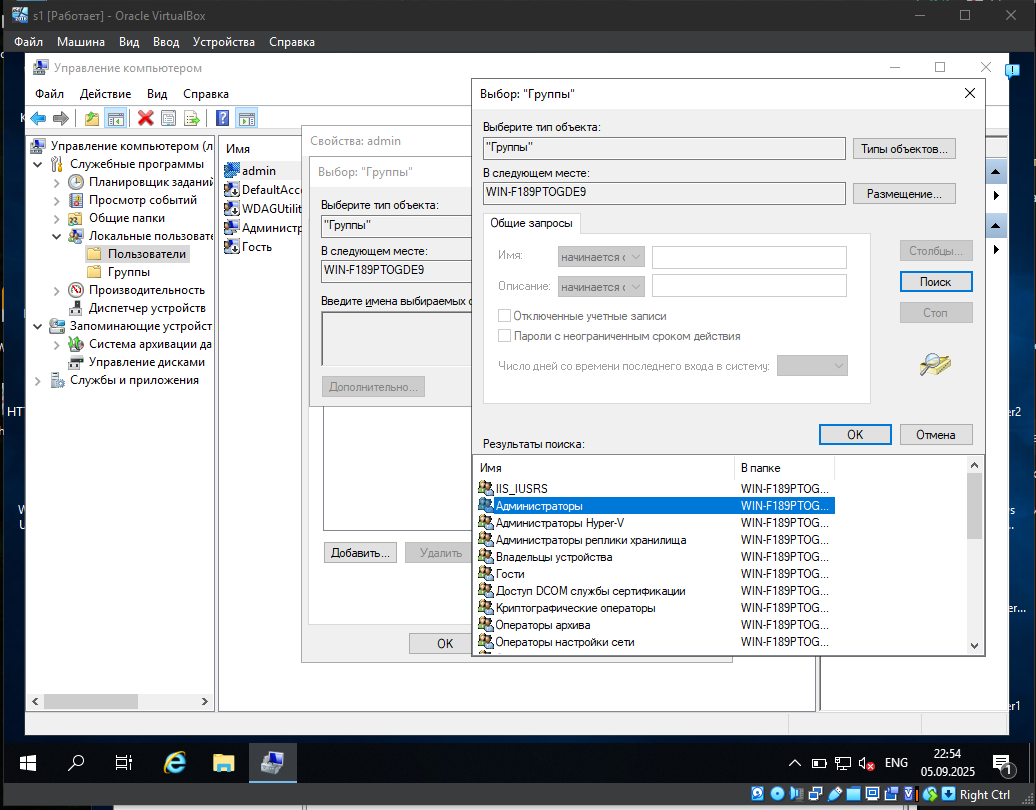 s1 [Работает] - Oracle VirtualBox
Файл Машина Вид Ввод Устройства Справка
Управление компьютером
Файл Действие Вид Справка
Управление компьютером (л
Служебные программы
Планировщик заданий
Просмотр событий
Общие папки
Локальные пользовате
Пользователи
Группы
Производительность
Диспетчер устройств
Запоминающие устройст
Система архивации да
Управление дисками
Службы и приложения
Имя
admin
DefaultAcco
WDAGUtilit
Администр
Гость
Свойства: admin
Выбор: "Группы"
Выберите тип объекта:
"Группы"
В следующем месте:
WIN-F189PTOGDE9
Введите имена выбираемых о
Дополнительно...
Добавить...
Удалить
OK
Выбор: "Группы"
Выберите тип объекта:
"Группы"
Типы объектов...
В следующем месте:
WIN-F189PTOGDE9
Размещение...
Общие запросы
Имя: начинается с
Описание: начинается с
Отключенные учетные записи
Пароли с неограниченным сроком действия
Число дней со времени последнего входа в систему:
Столбцы...
Поиск
Стоп
OK
Отмена
Результаты поиска:
Имя В папке
IIS_IUSRS WIN-F189PTOG...
Администраторы WIN-F189PTOG...
Администраторы Hyper-V WIN-F189PTOG...
Администраторы реплики хранилища WIN-F189PTOG...
Владельцы устройства WIN-F189PTOG...
Гости WIN-F189PTOG...
Доступ DCOM службы сертификации WIN-F189PTOG...
Криптографические операторы WIN-F189PTOG...
Операторы архива WIN-F189PTOG...
Операторы настройки сети WIN-F189PTOG...
ENG
22:54
05.09.2025
1
Right Ctrl